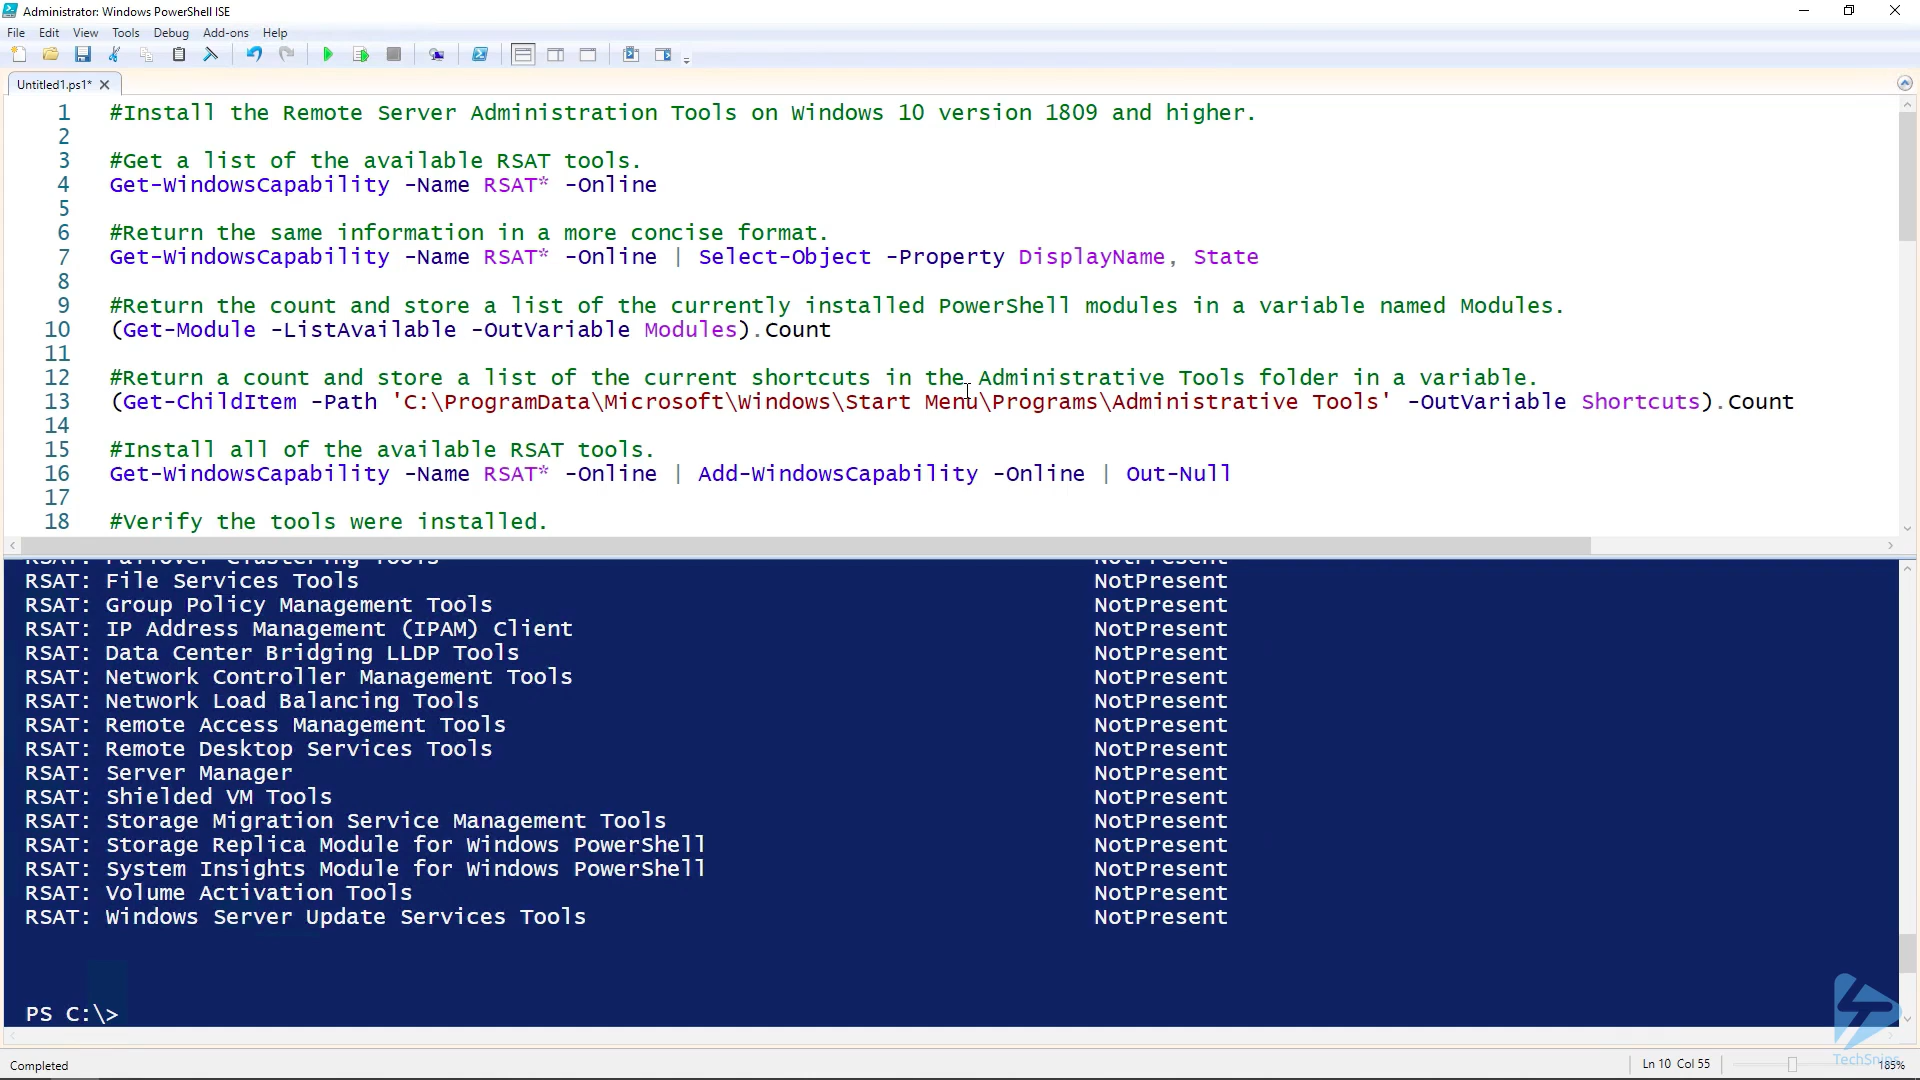 Administrator: Windows PowerShell ISE
File Edit View Tools Debug Add-ons Help
Untitled1.ps1*
1 #Install the Remote Server Administration Tools on Windows 10 version 1809 and higher.
2
3 #Get a list of the available RSAT tools.
4 Get-WindowsCapability -Name RSAT* -Online
5
6 #Return the same information in a more concise format.
7 Get-WindowsCapability -Name RSAT* -Online | Select-Object -Property DisplayName, State
8
9 #Return the count and store a list of the currently installed PowerShell modules in a variable named Modules.
10 (Get-Module -ListAvailable -OutVariable Modules).Count
11
12 #Return a count and store a list of the current shortcuts in the Administrative Tools folder in a variable.
13 (Get-ChildItem -Path 'C:\ProgramData\Microsoft\Windows\Start Menu\Programs\Administrative Tools' -OutVariable Shortcuts).Count
14
15 #Install all of the available RSAT tools.
16 Get-WindowsCapability -Name RSAT* -Online | Add-WindowsCapability -Online | Out-Null
17
18 #Verify the tools were installed.
RSAT: Failover Clustering Tools NotPresent
RSAT: File Services Tools NotPresent
RSAT: Group Policy Management Tools NotPresent
RSAT: IP Address Management (IPAM) Client NotPresent
RSAT: Data Center Bridging LLDP Tools NotPresent
RSAT: Network Controller Management Tools NotPresent
RSAT: Network Load Balancing Tools NotPresent
RSAT: Remote Access Management Tools NotPresent
RSAT: Remote Desktop Services Tools NotPresent
RSAT: Server Manager NotPresent
RSAT: Shielded VM Tools NotPresent
RSAT: Storage Migration Service Management Tools NotPresent
RSAT: Storage Replica Module for Windows PowerShell NotPresent
RSAT: System Insights Module for Windows PowerShell NotPresent
RSAT: Volume Activation Tools NotPresent
RSAT: Windows Server Update Services Tools NotPresent
PS C:\>
Completed
Ln 10 Col 55
TechSnips
185%